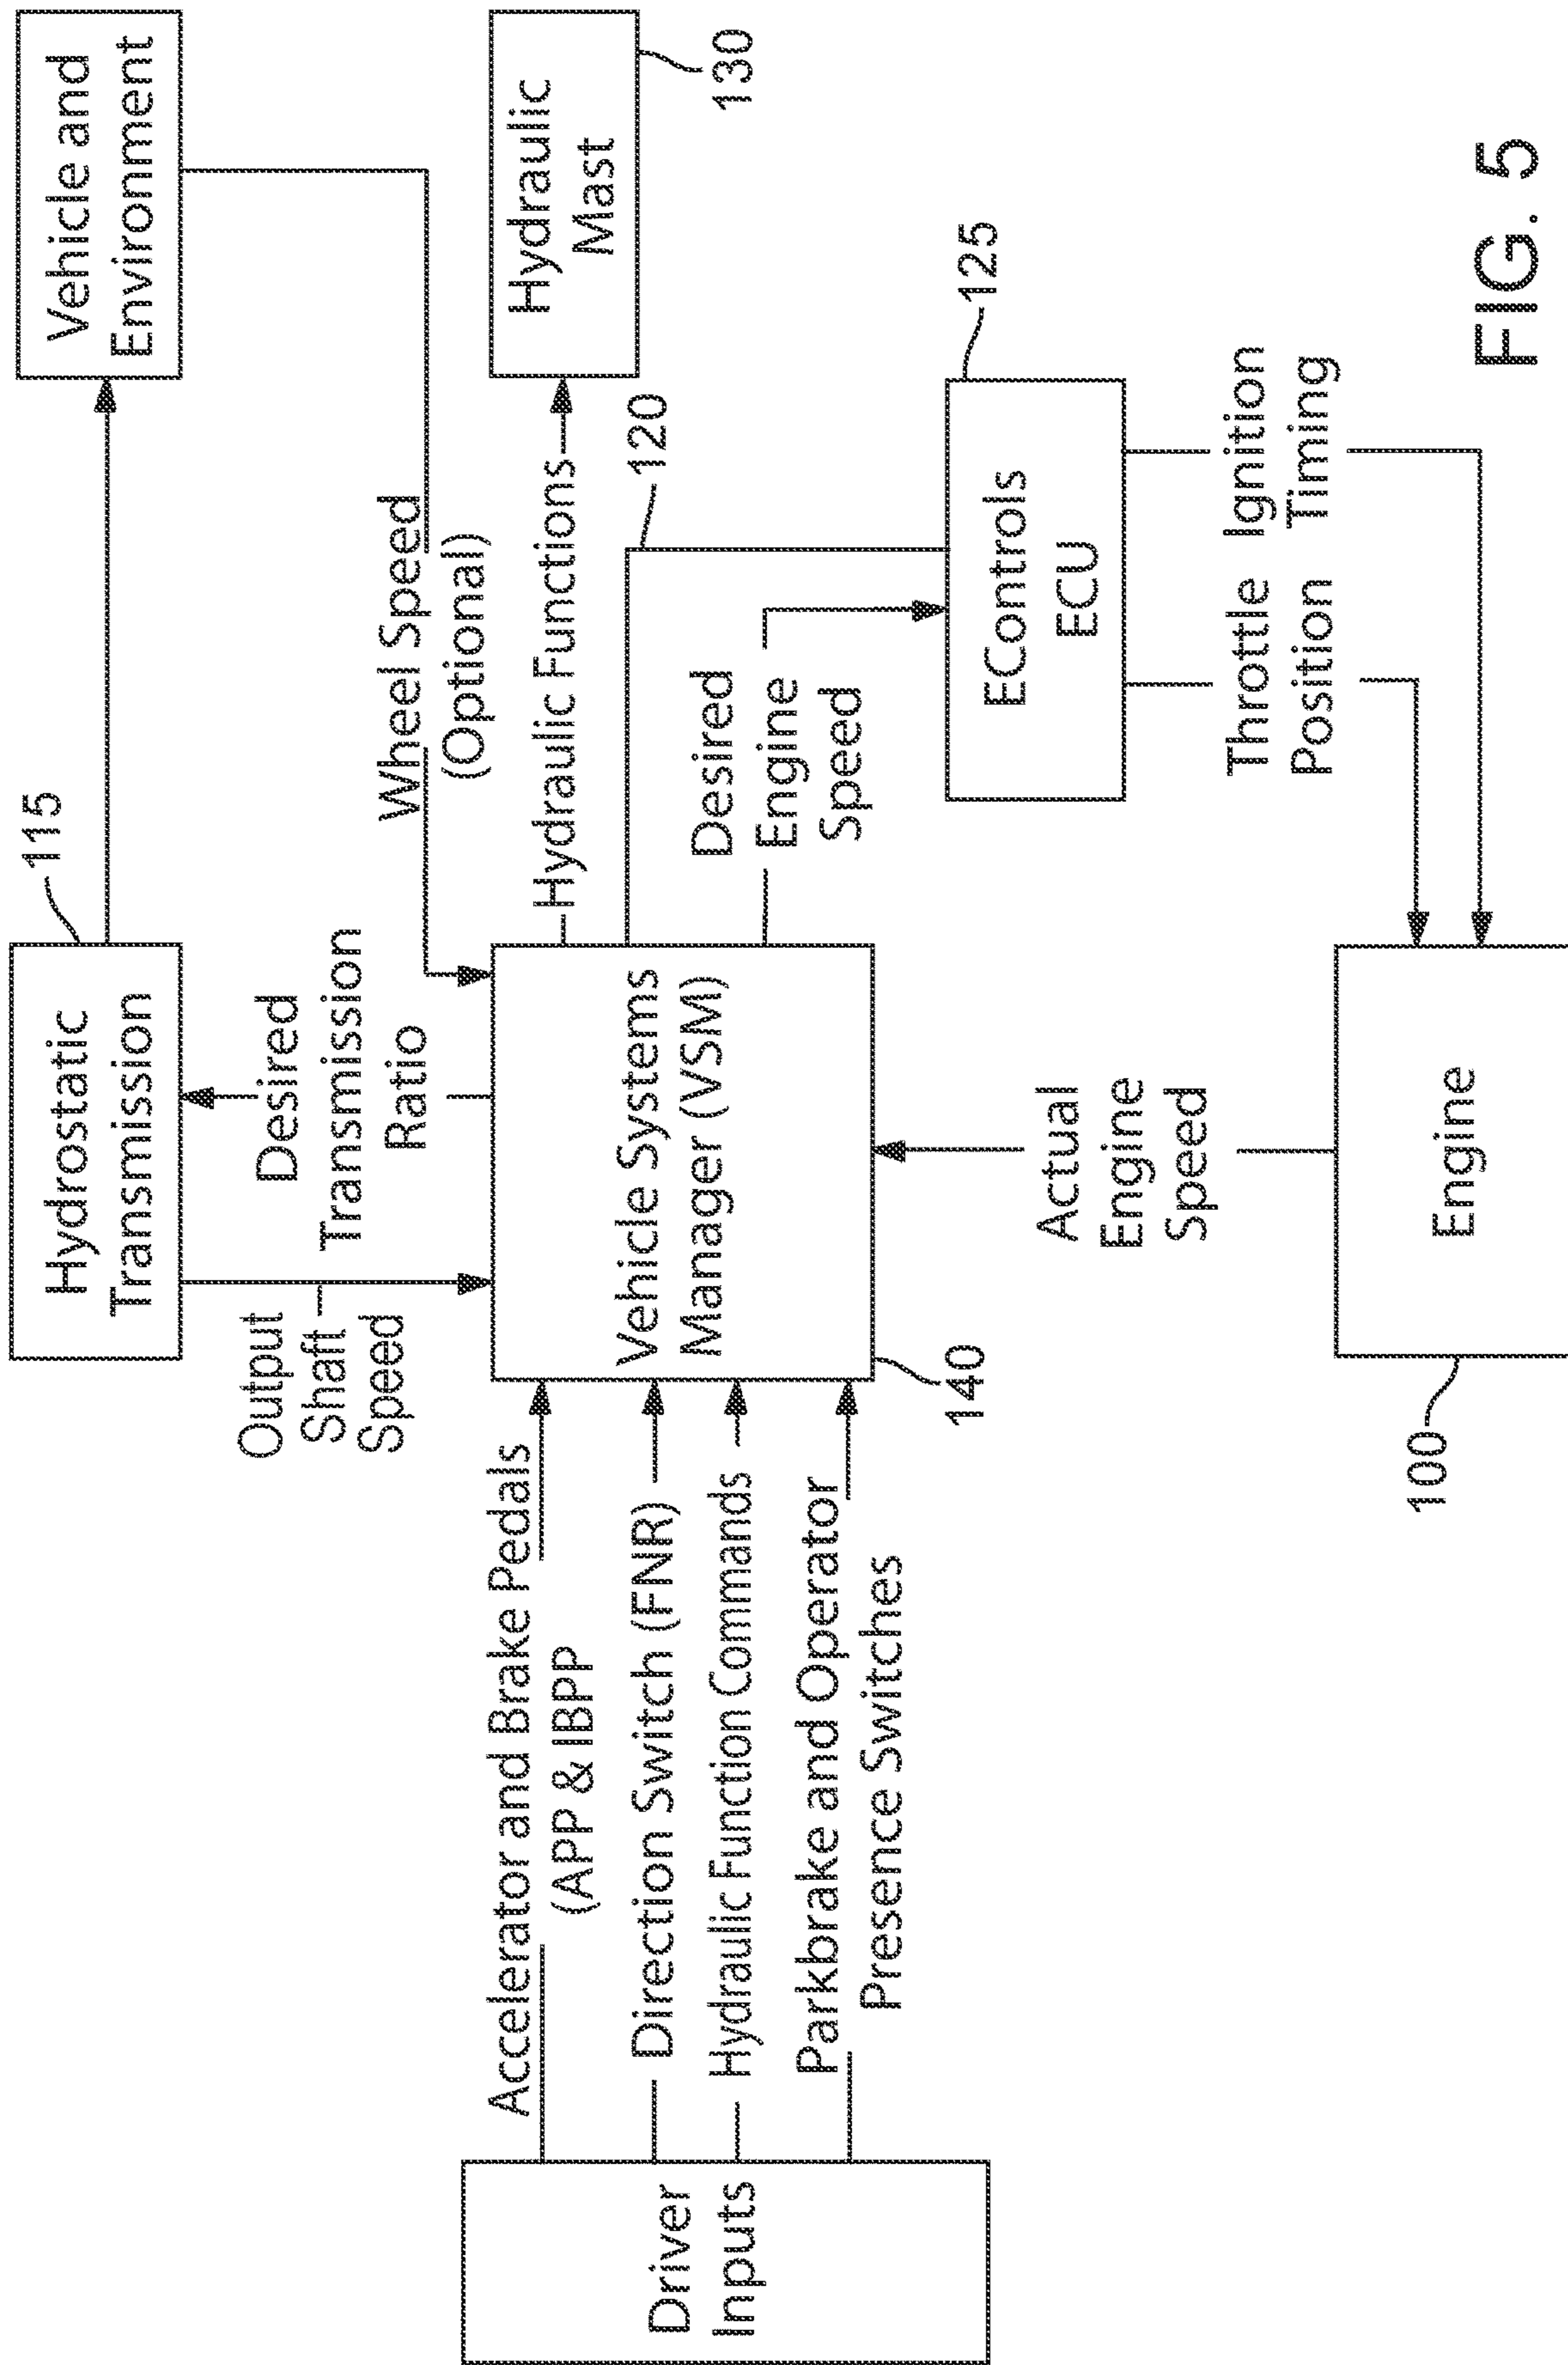 Hydrostatic
Transmission
115
Vehicle and
Environment
Output
Shaft
Speed
Desired
Transmission
Ratio
Wheel Speed
(Optional)
Accelerator and Brake Pedals
(APP & IBPP
Direction Switch (FNR)
Hydraulic Function Commands
Parkbrake and Operator
Presence Switches
Driver
Inputs
Vehicle Systems
Manager (VSM)
140
Hydraulic Functions
Hydraulic
Mast
130
120
Desired
Engine
Speed
EControls
ECU
125
Actual
Engine
Speed
Throttle
Position
Ignition
Timing
Engine
100
FIG. 5